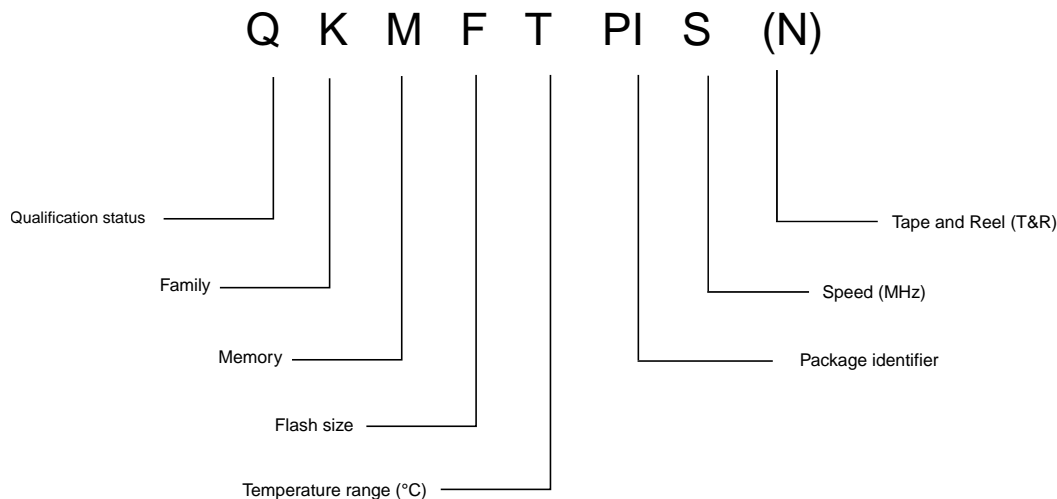 Q K M F T PI S (N)
Qualification status
Tape and Reel (T&R)
Family
Speed (MHz)
Memory
Package identifier
Flash size
Temperature range (°C)